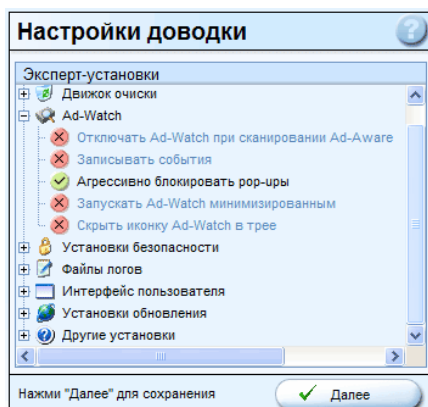 Настройки доводки
Эксперт-установки
Движок очиски
Ad-Watch
Отключать Ad-Watch при сканировании Ad-Aware
Записывать события
Агрессивно блокировать pop-upы
Запускать Ad-Watch минимизированным
Скрыть иконку Ad-Watch в трее
Установки безопасности
Файлы логов
Интерфейс пользователя
Установки обновления
Другие установки
Нажми "Далее" для сохранения
Далее